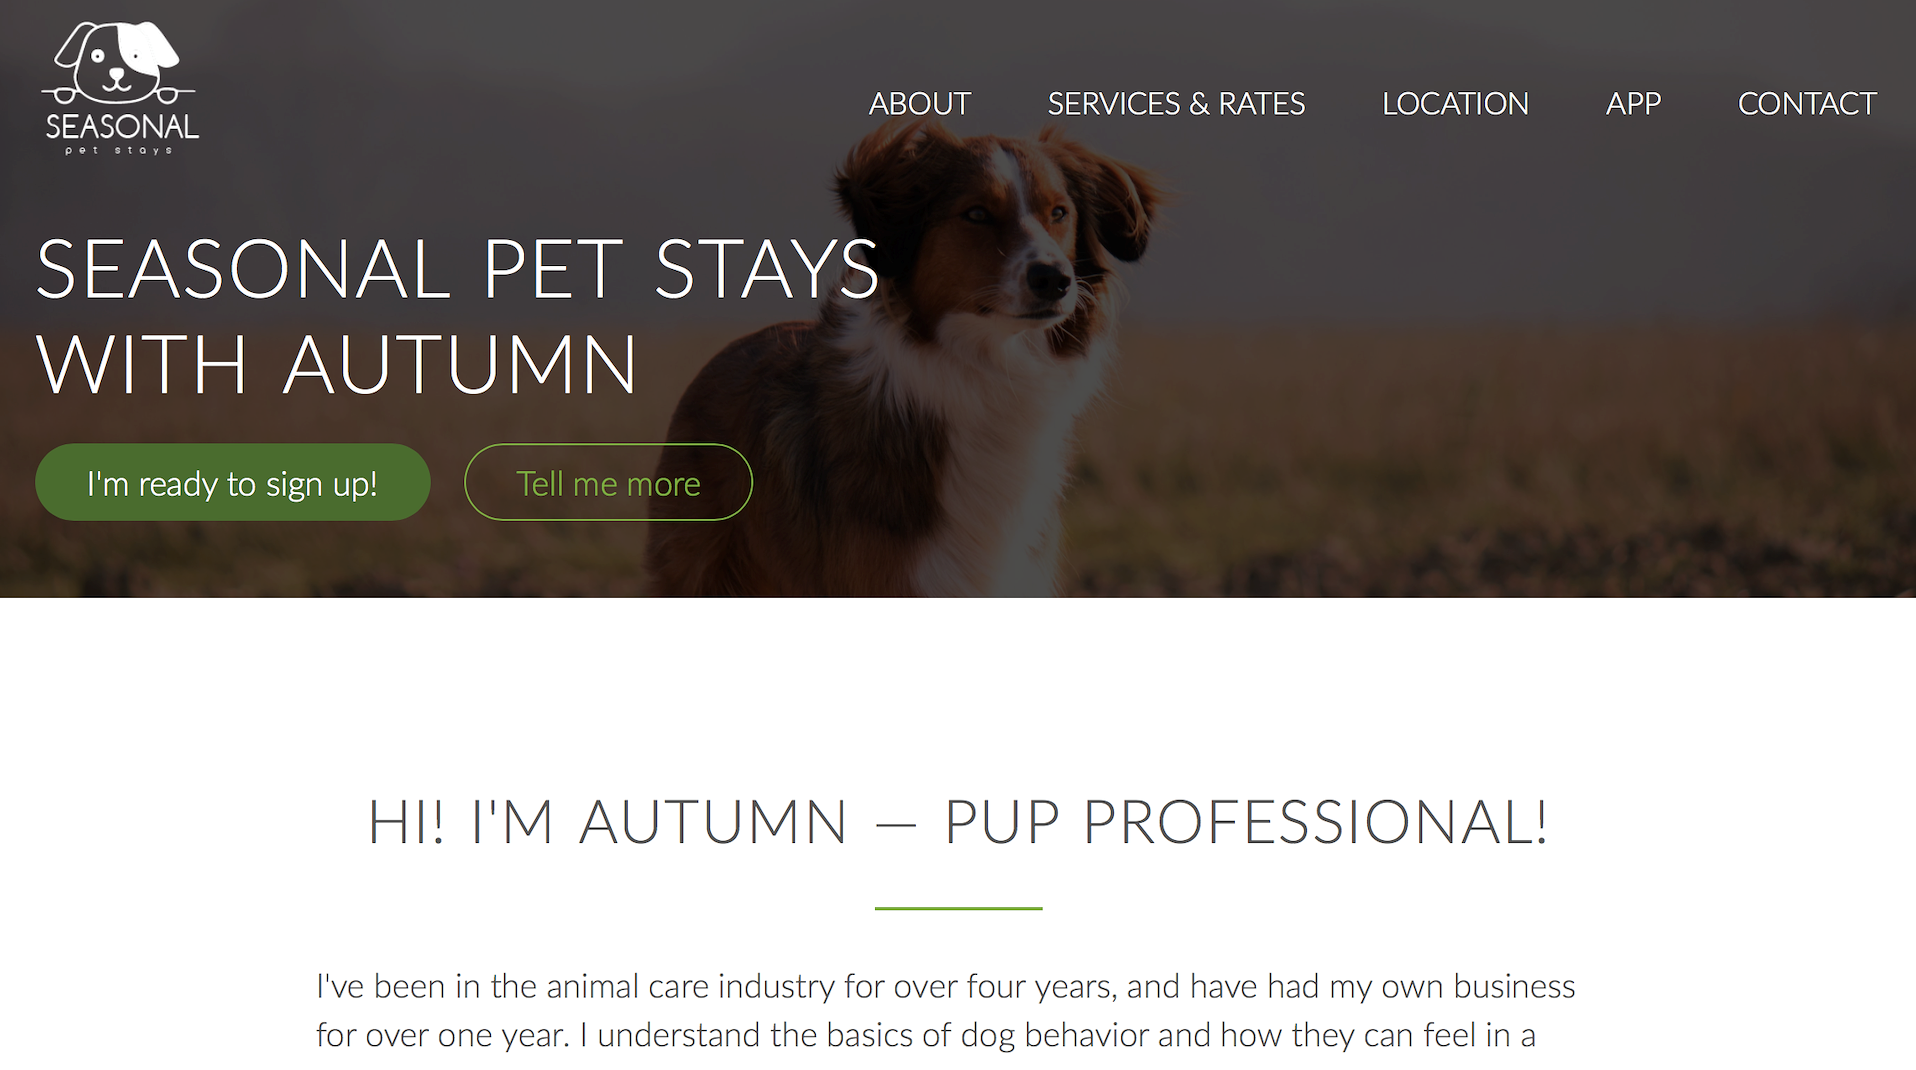 SEASONAL
pet stays
ABOUT
SERVICES & RATES
LOCATION
APP
CONTACT
SEASONAL PET STAYS
WITH AUTUMN
I'm ready to sign up!
Tell me more
HI! I'M AUTUMN — PUP PROFESSIONAL!
I've been in the animal care industry for over four years, and have had my own business
for over one year. I understand the basics of dog behavior and how they can feel in a